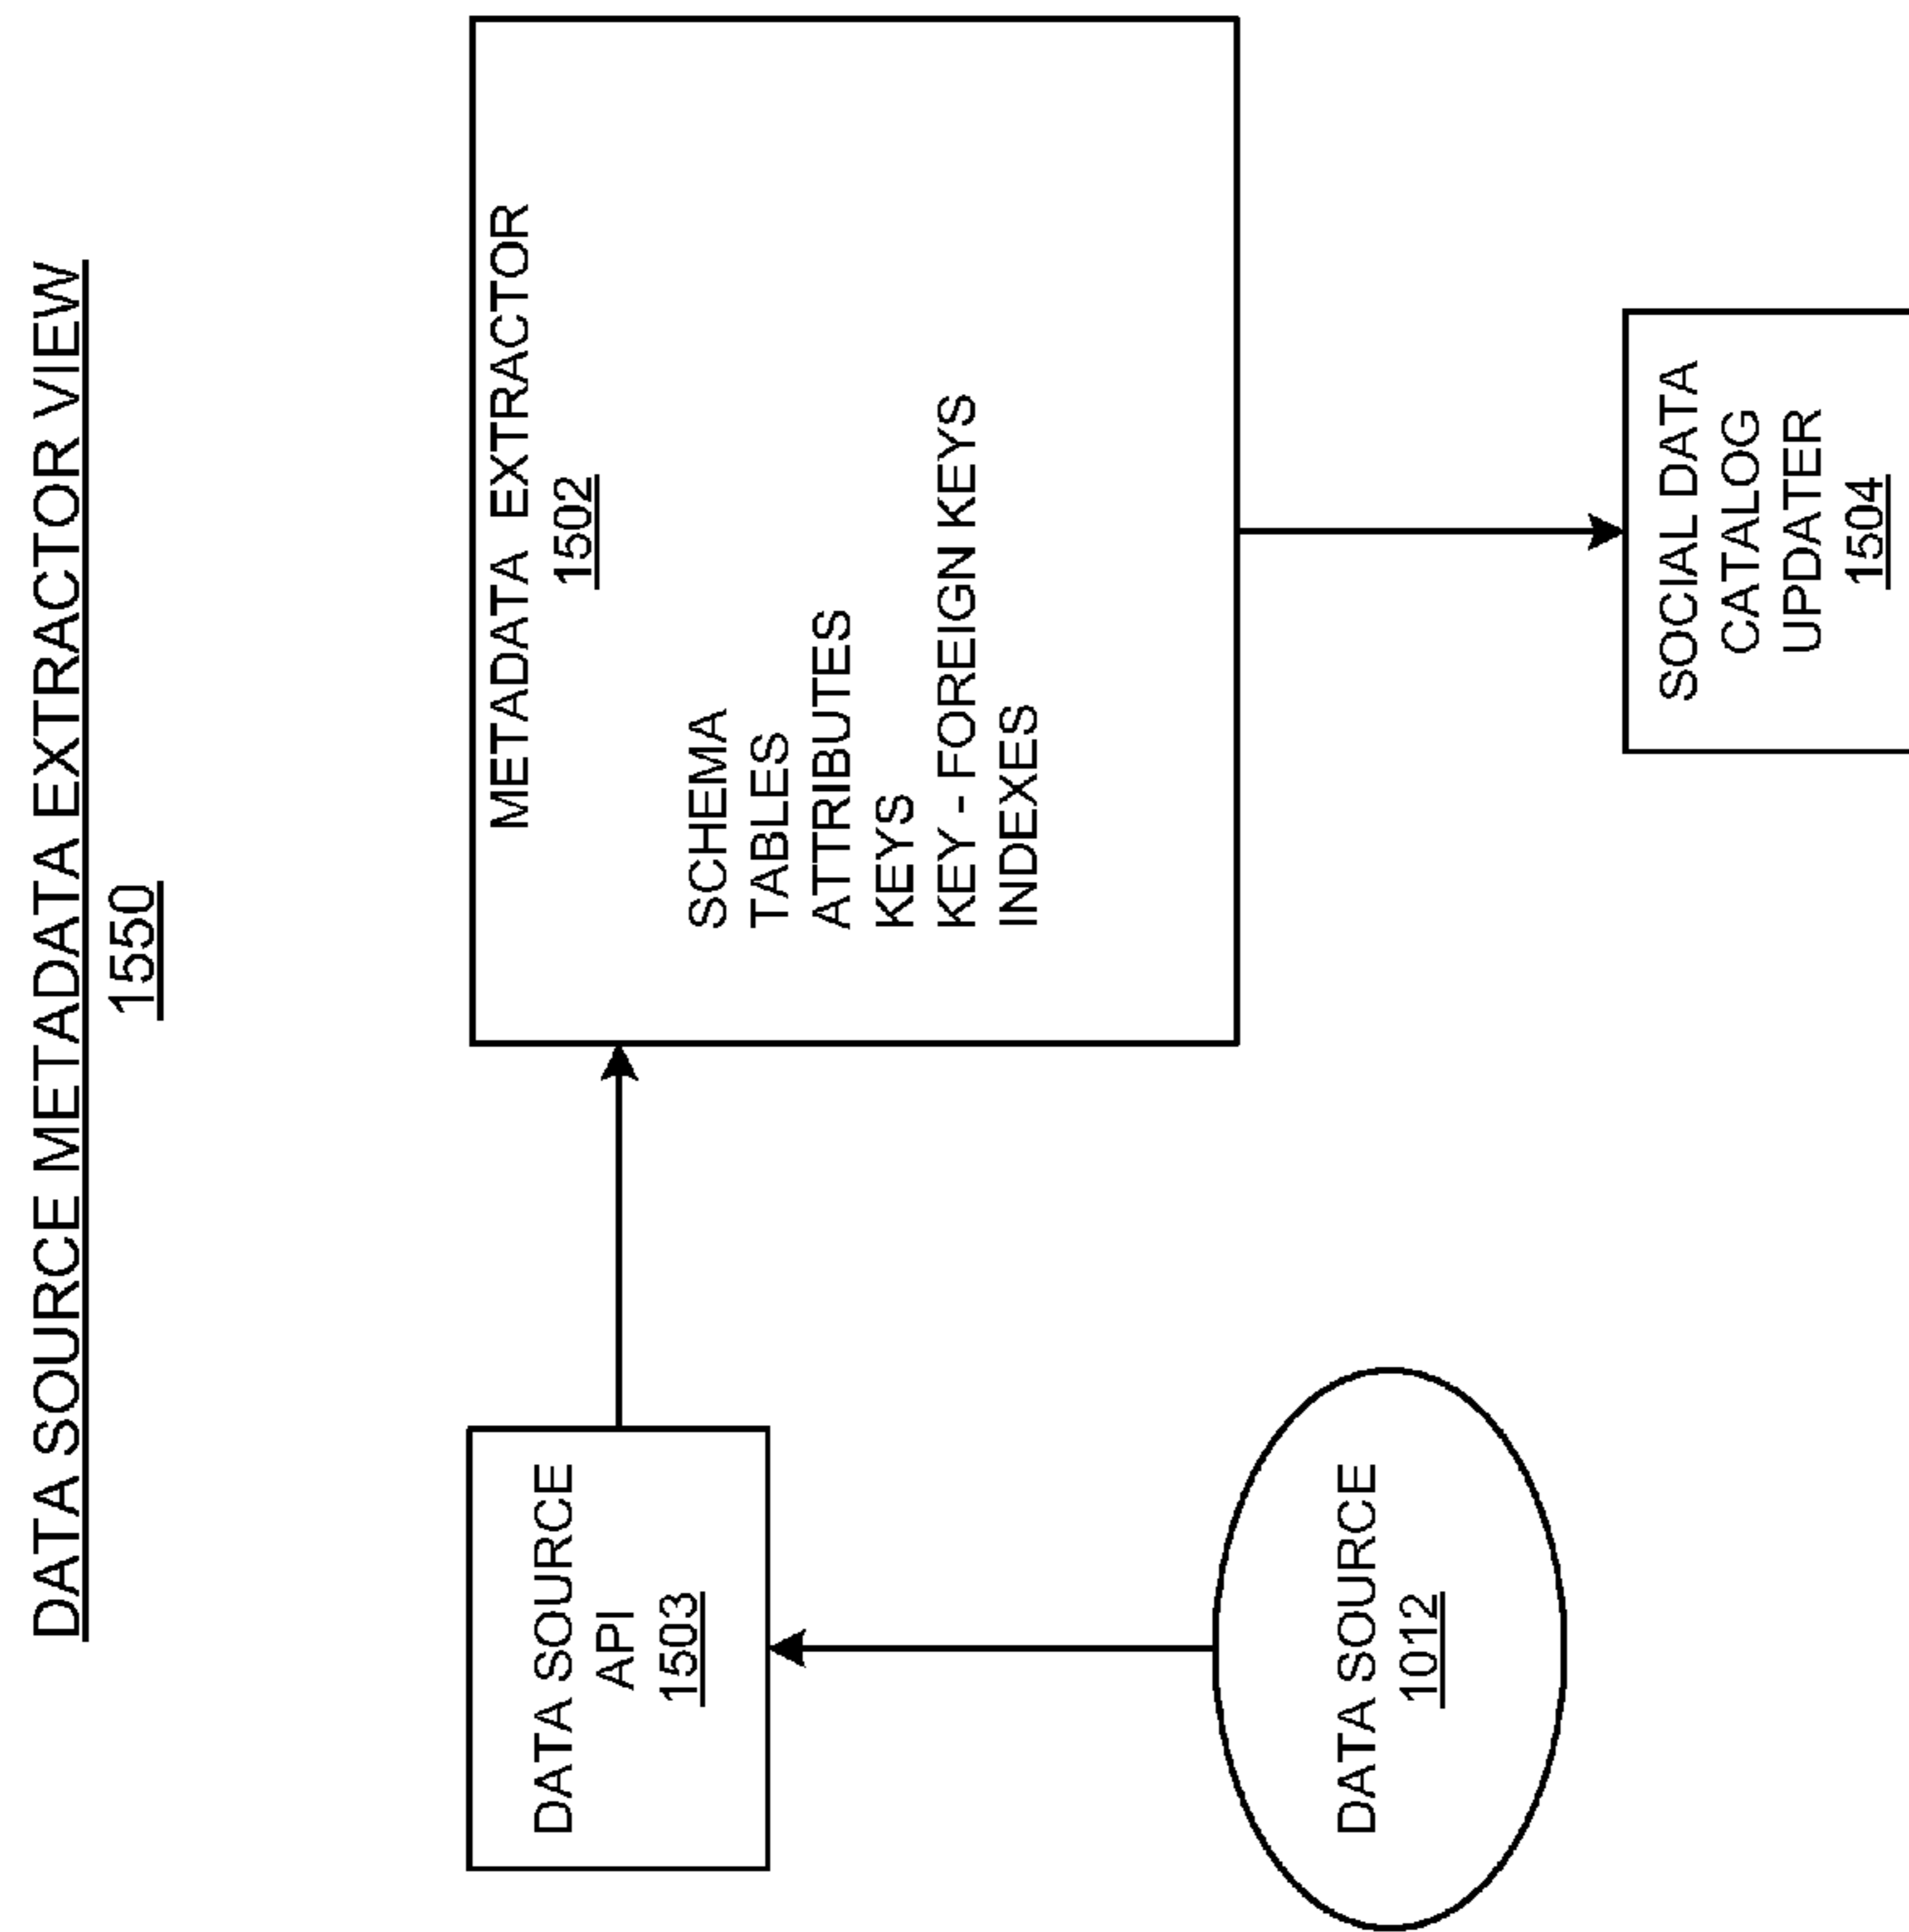 DATA SOURCE METADATA EXTRACTOR VIEW
1550
DATA SOURCE
API
1503
DATA SOURCE
1012
METADATA EXTRACTOR
1502
SCHEMA
TABLES
ATTRIBUTES
KEYS
KEY - FOREIGN KEYS
INDEXES
SOCIAL DATA
CATALOG
UPDATER
1504